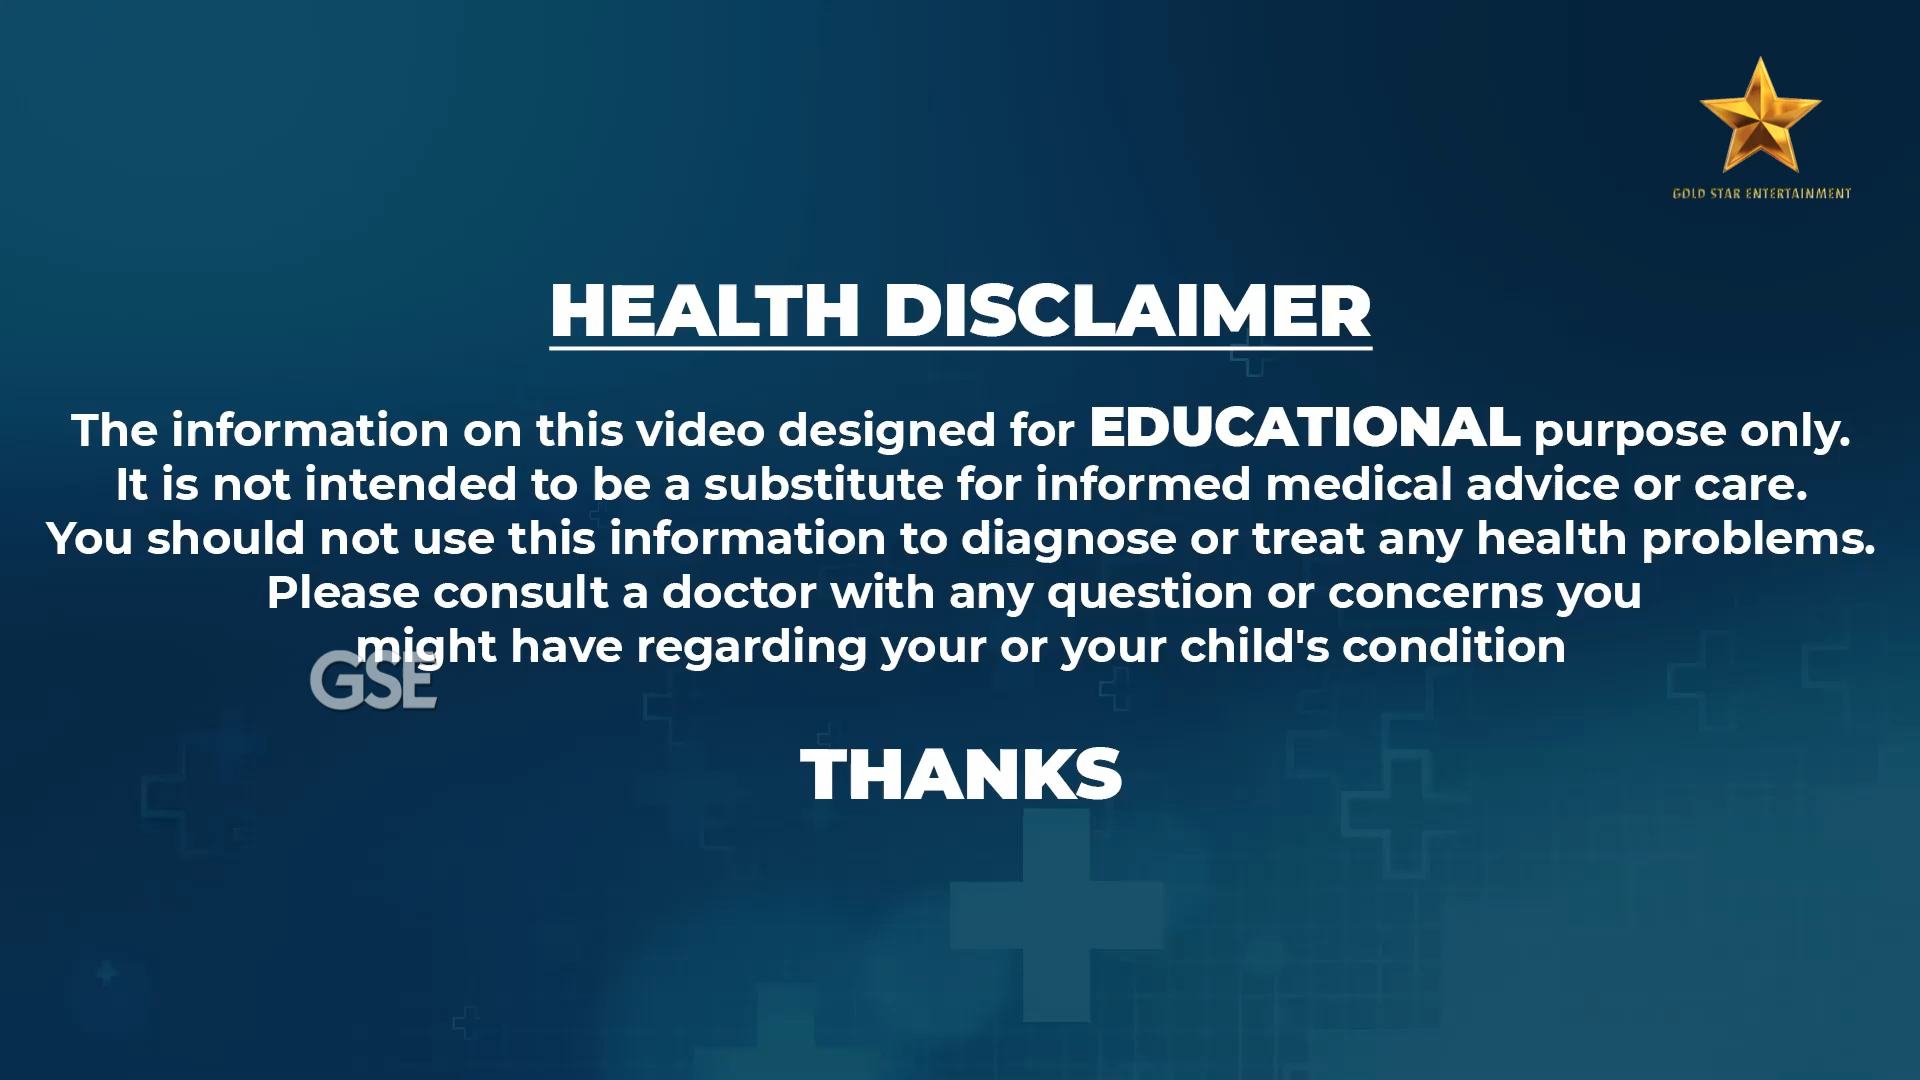 GOLD STAR ENTERTAINMENT
HEALTH DISCLAIMER
The information on this video designed for EDUCATIONAL purpose only.
It is not intended to be a substitute for informed medical advice or care.
You should not use this information to diagnose or treat any health problems.
Please consult a doctor with any question or concerns you
might have regarding your or your child's condition
GSE
THANKS